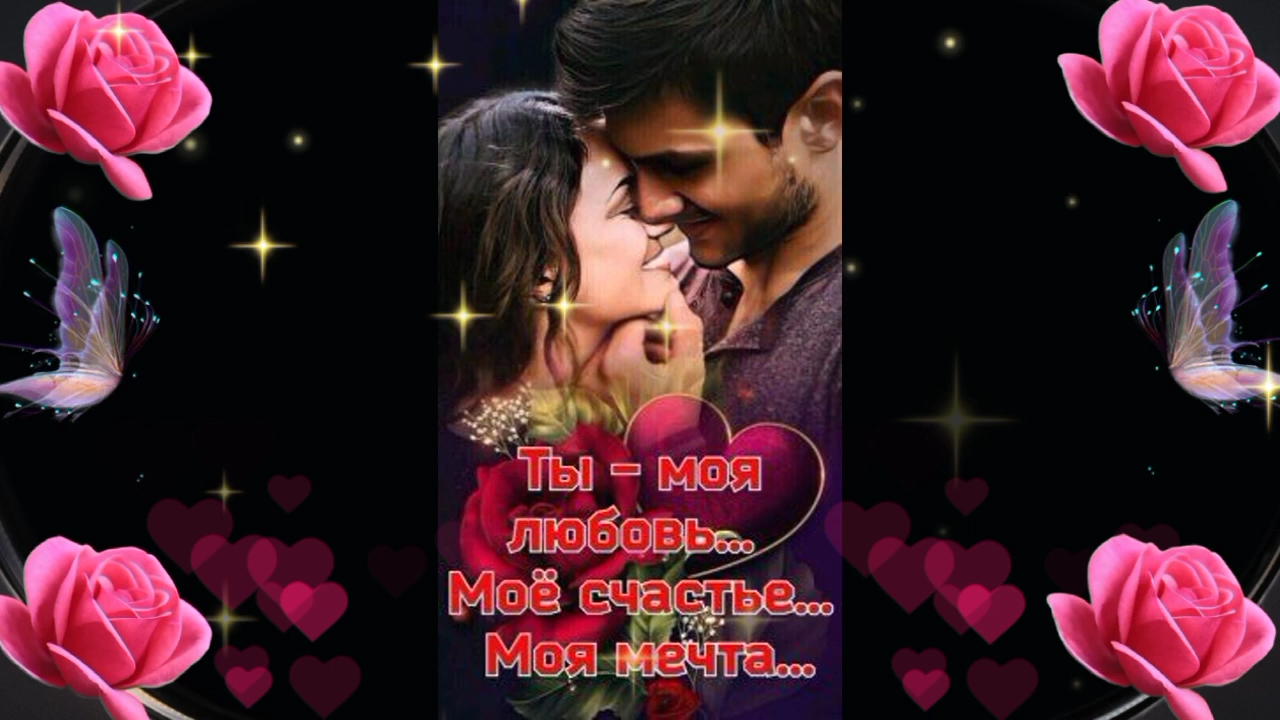 Ты – моя
любовь...
Моё счастье...
Моя мечта...